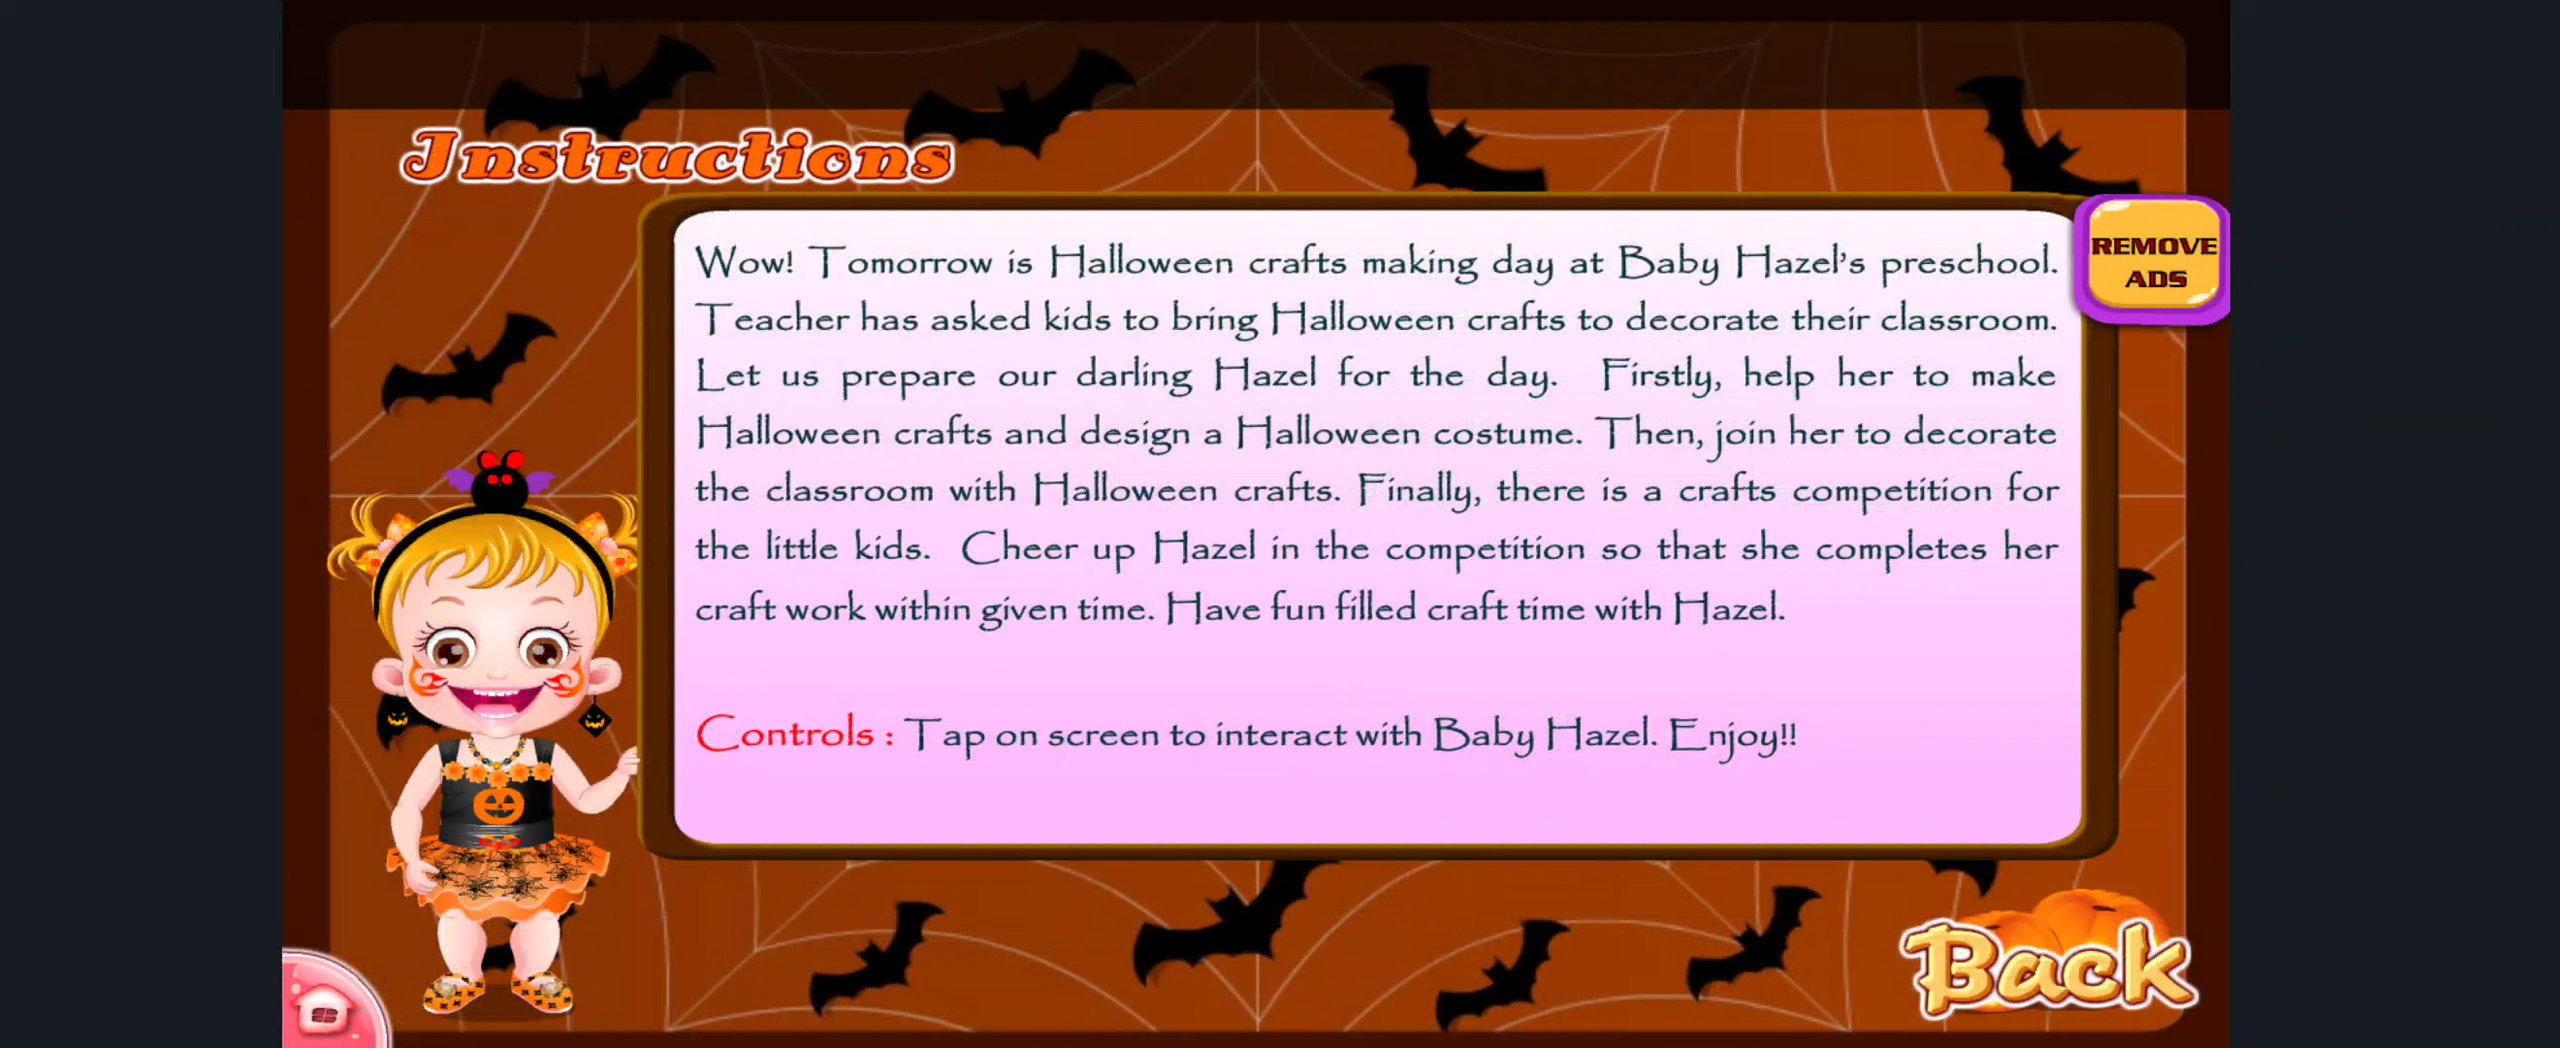 Instructions
Wow! Tomorrow is Halloween crafts making day at Baby Hazel's preschool.
Teacher has asked kids to bring Halloween crafts to decorate their classroom.
Let us prepare our darling Hazel for the day. Firstly, help her to make
Halloween crafts and design a Halloween costume. Then, join her to decorate
the classroom with Halloween crafts. Finally, there is a crafts competition for
the little kids. Cheer up Hazel in the competition so that she completes her
craft work within given time. Have fun filled craft time with Hazel.
Controls : Tap on screen to interact with Baby Hazel. Enjoy!!
REMOVE
ADS
Back